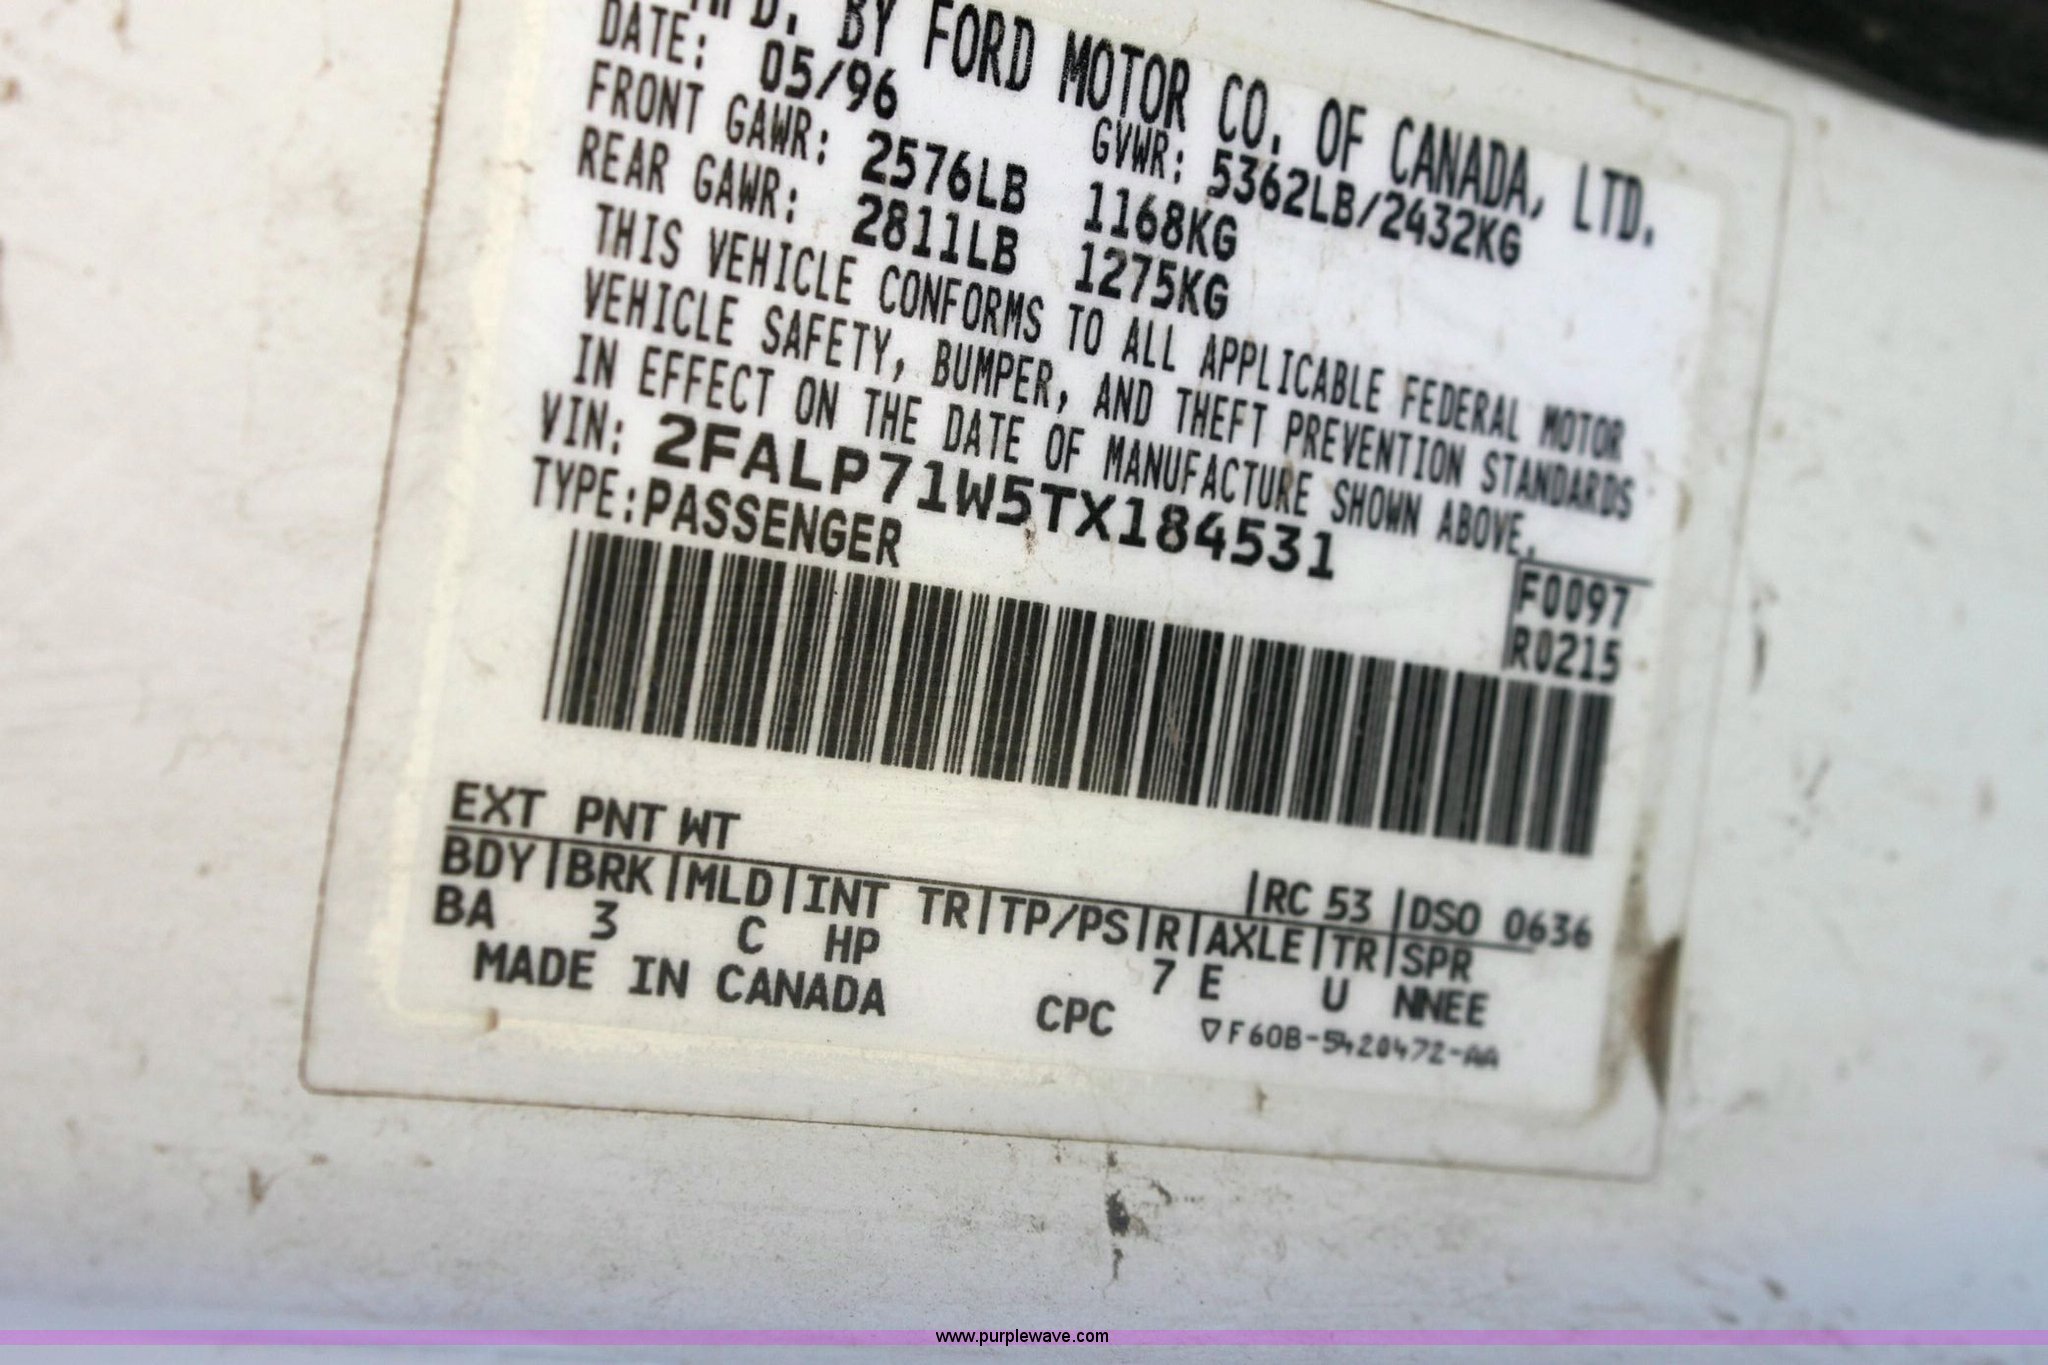 MFD. BY FORD MOTOR CO. OF CANADA, LTD.
DATE: 05/96 GVWR: 5362LB/2432KG
FRONT GAWR: 2576LB 1168KG
REAR GAWR: 2811LB 1275KG
THIS VEHICLE CONFORMS TO ALL APPLICABLE FEDERAL MOTOR
VEHICLE SAFETY, BUMPER, AND THEFT PREVENTION STANDARDS
IN EFFECT ON THE DATE OF MANUFACTURE SHOWN ABOVE.
VIN: 2FALP71W5TX184531
TYPE:PASSENGER
F0097
R0215
EXT PNT WT |RC 53 |DSO 0636
BDY|BRK|MLD|INT TR|TP/PS|R|AXLE|TR|SPR
BA 3 C HP 7 E U NNEE
MADE IN CANADA CPC ▽F60B-5420472-AA
www.purplewave.com